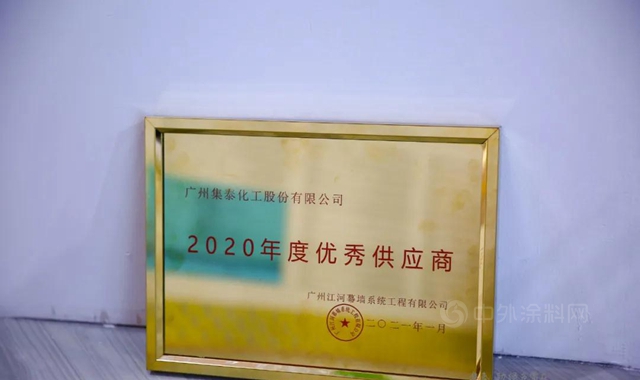 广州集泰化工股份有限公司
2020年度优秀供应商
广州江河幕墙系统工程有限公司
二〇二一年一月
中外涂料网